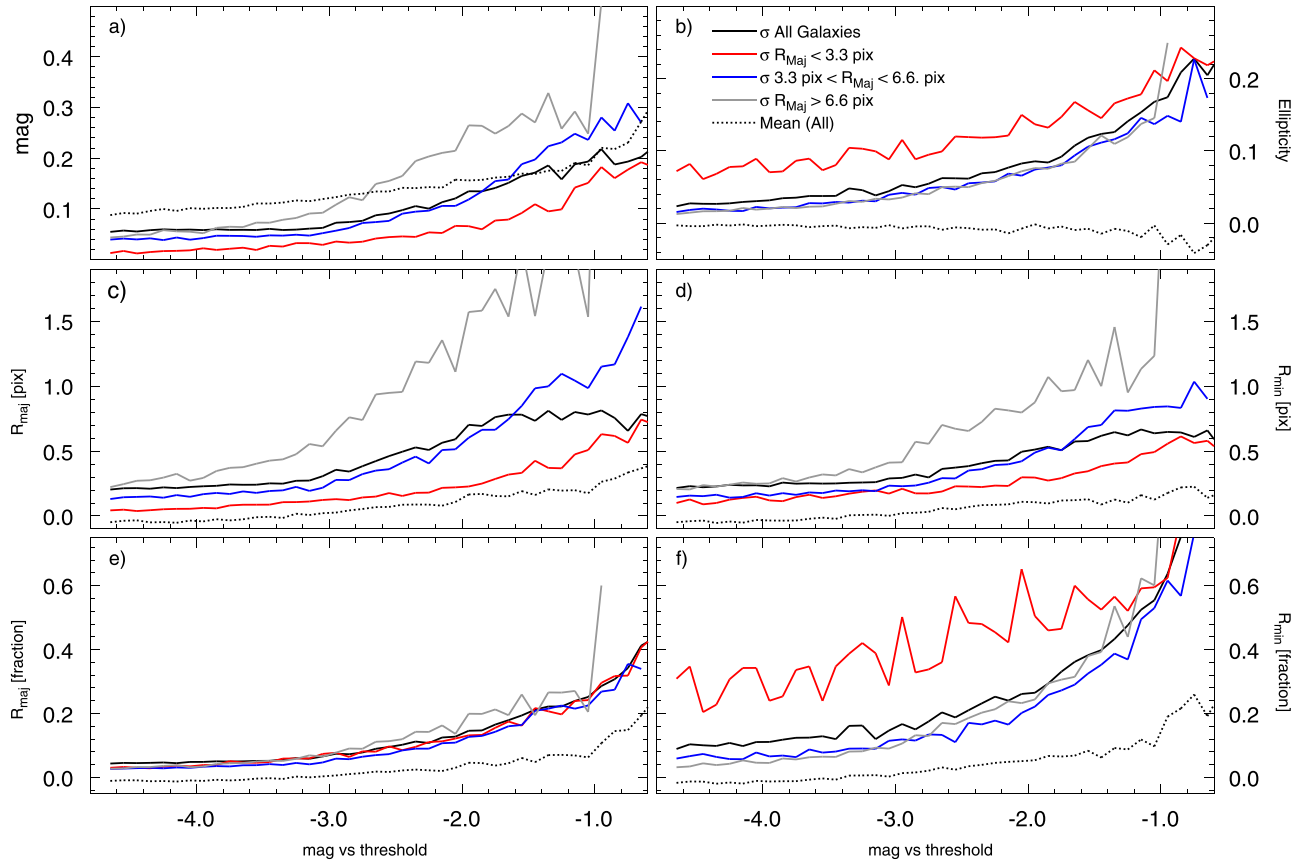 a)
mag
0.4
0.3
0.2
0.1
b)
σ All Galaxies
σ R_Maj < 3.3 pix
σ 3.3 pix < R_Maj < 6.6. pix
σ R_Maj > 6.6 pix
Mean (All)
0.2
0.1
0.0
Ellipticity
c)
R_maj [pix]
1.5
1.0
0.5
0.0
d)
1.5
1.0
0.5
0.0
R_min [pix]
e)
R_maj [fraction]
0.6
0.4
0.2
0.0
f)
0.6
0.4
0.2
0.0
R_min [fraction]
-4.0 -3.0 -2.0 -1.0
mag vs threshold
-4.0 -3.0 -2.0 -1.0
mag vs threshold